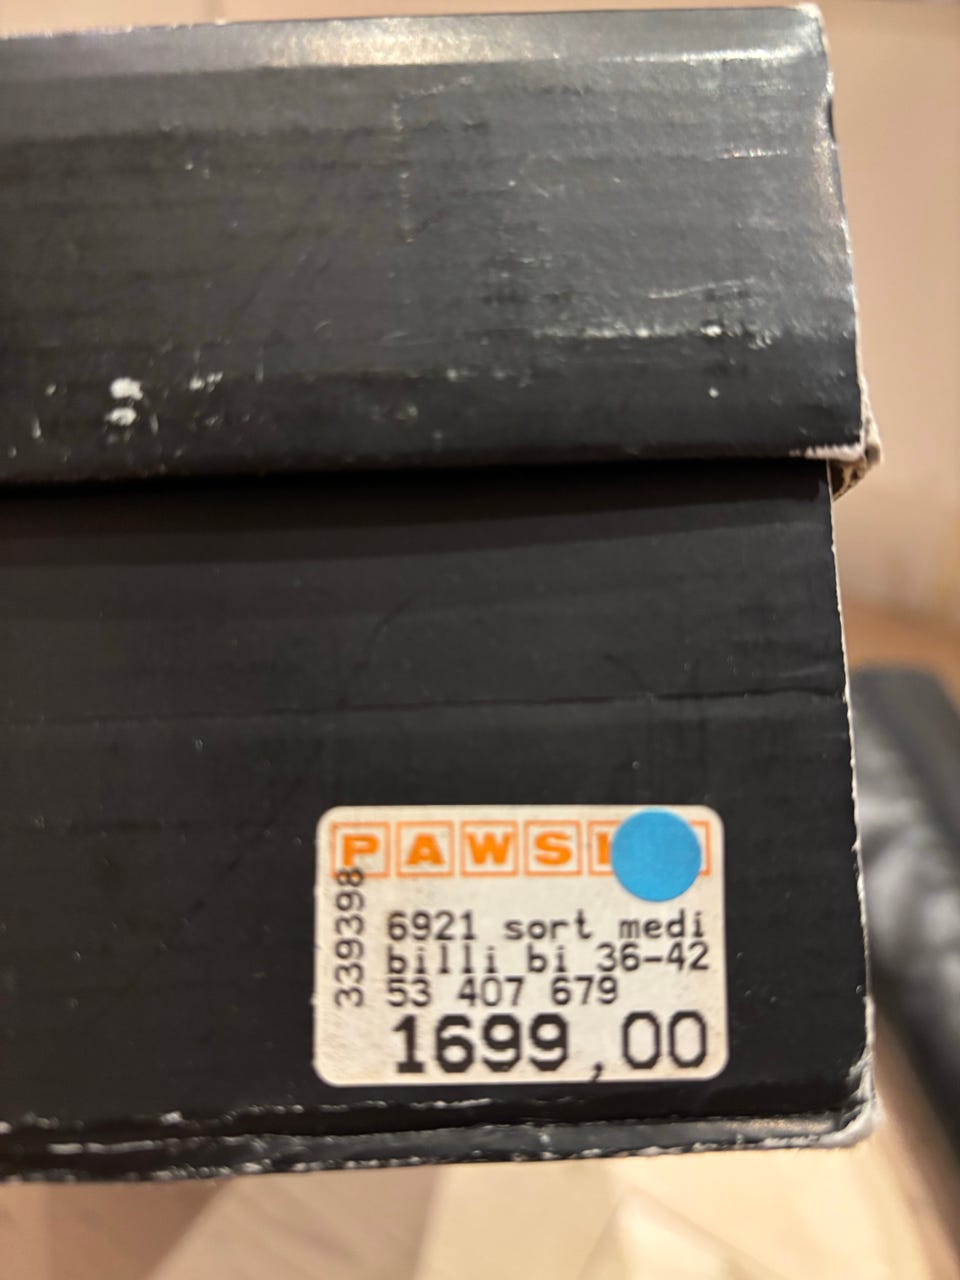 6921 sort medi
billi bi 36-42
53 407 679
1699,00
339398